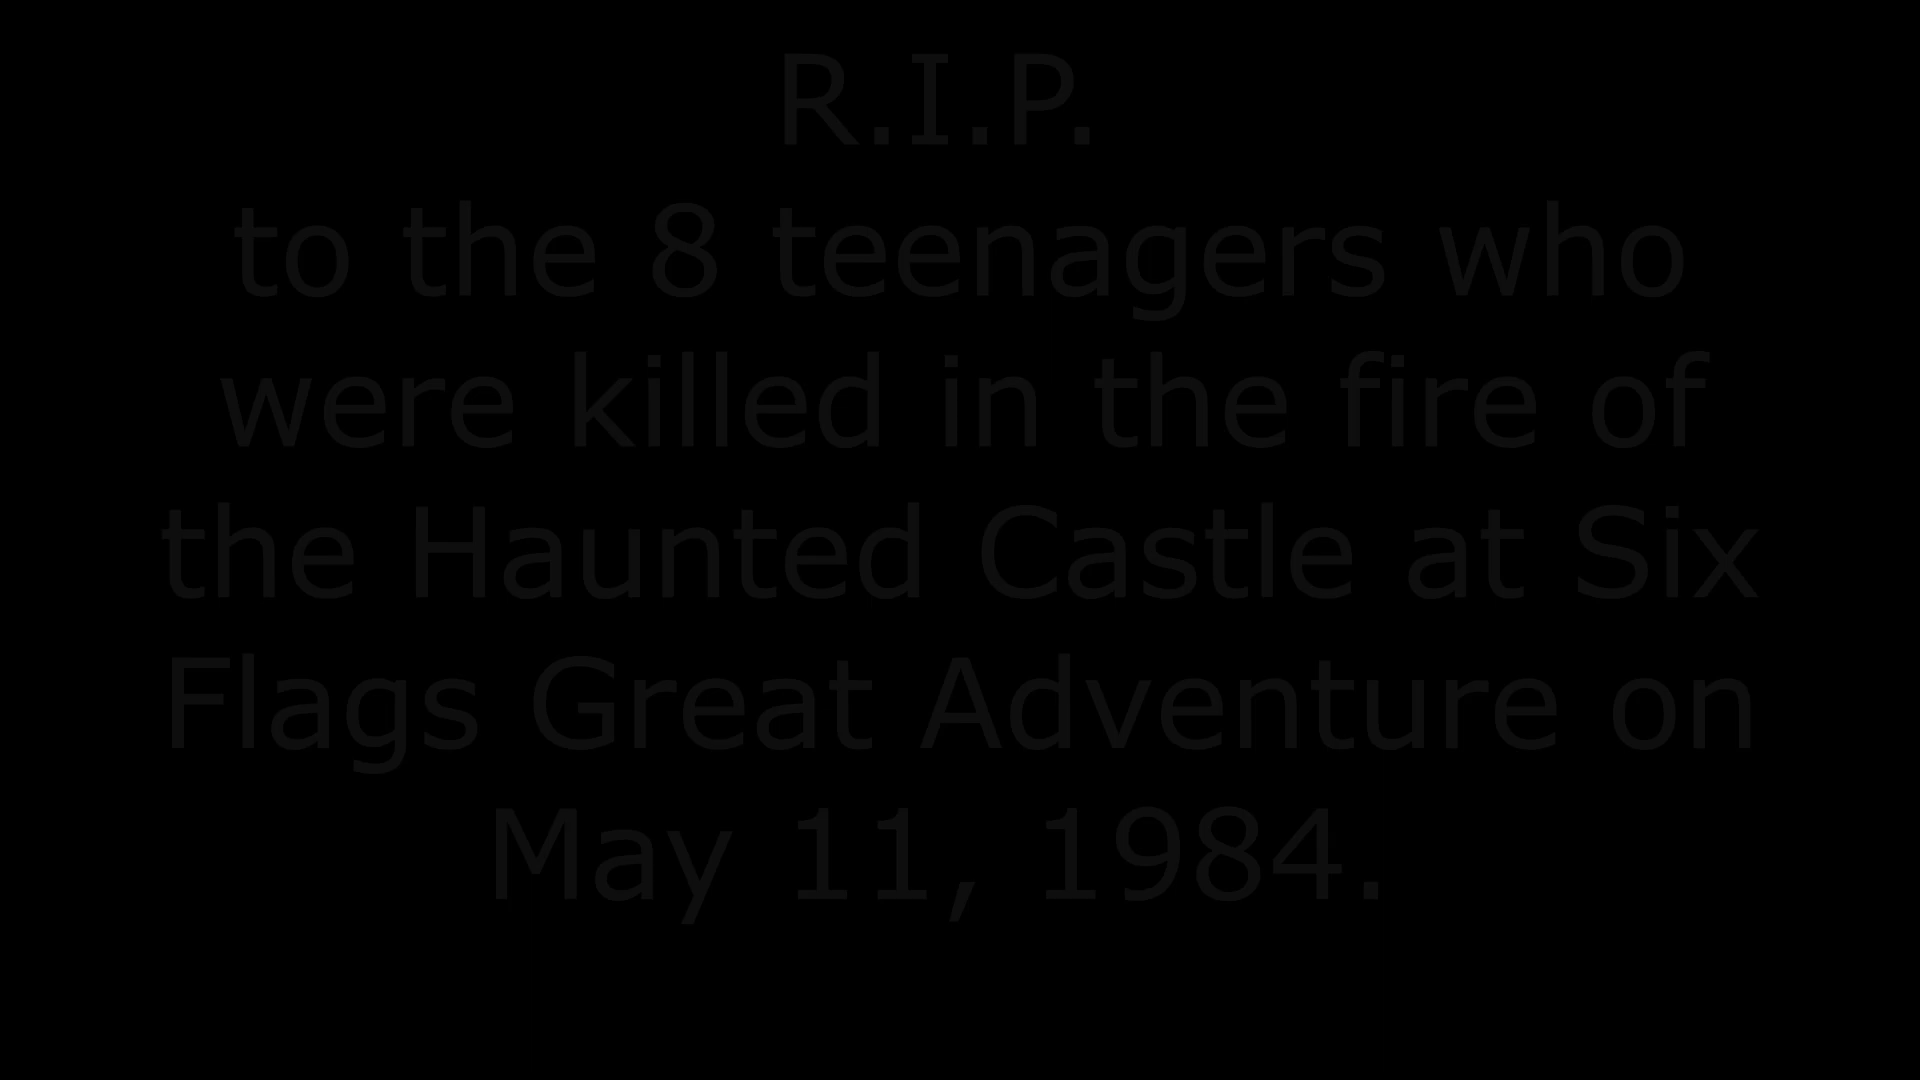 R.I.P.
to the 8 teenagers who
were killed in the fire of
the Haunted Castle at Six
Flags Great Adventure on
May 11, 1984.